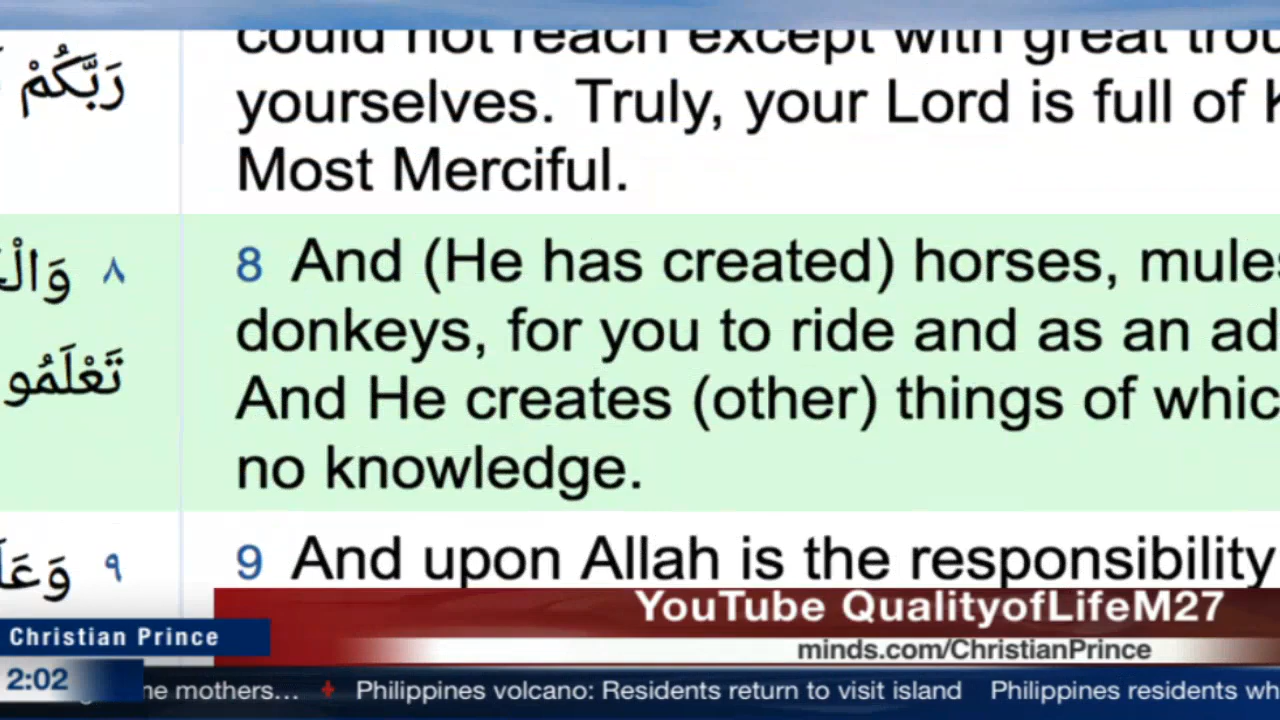 could not reach except with great trou
رَبَّكُمْ
yourselves. Truly, your Lord is full of K
Most Merciful.
٨ وَالْخَ
8 And (He has created) horses, mules
donkeys, for you to ride and as an ad
تَعْلَمُو
And He creates (other) things of whic
no knowledge.
٩ وَعَلَ
9 And upon Allah is the responsibility
YouTube QualityofLifeM27
Christian Prince
minds.com/ChristianPrince
2:02
ne mothers... Philippines volcano: Residents return to visit island Philippines residents wh